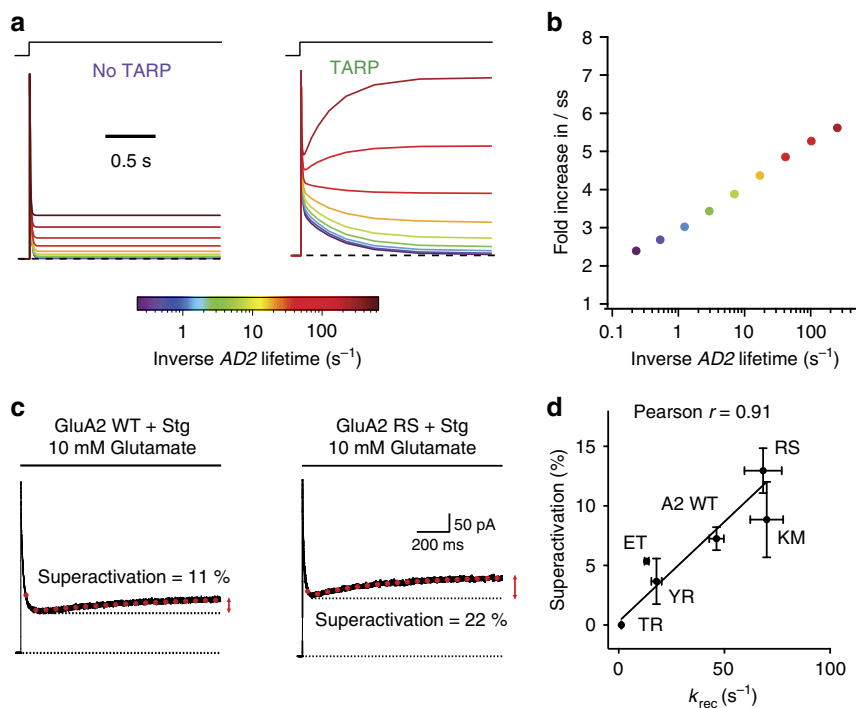 a
No TARP
TARP
0.5 s
1
10
100
Inverse AD2 lifetime (s⁻¹)
b
Fold increase in / ss
8
7
6
5
4
3
2
1
0.1
1
10
100
Inverse AD2 lifetime (s⁻¹)
c
GluA2 WT + Stg
10 mM Glutamate
Superactivation = 11 %
GluA2 RS + Stg
10 mM Glutamate
50 pA
200 ms
Superactivation = 22 %
d
Pearson r = 0.91
Superactivation (%)
15
10
5
0
RS
A2 WT
KM
ET
YR
TR
0
50
100
k_rec (s⁻¹)